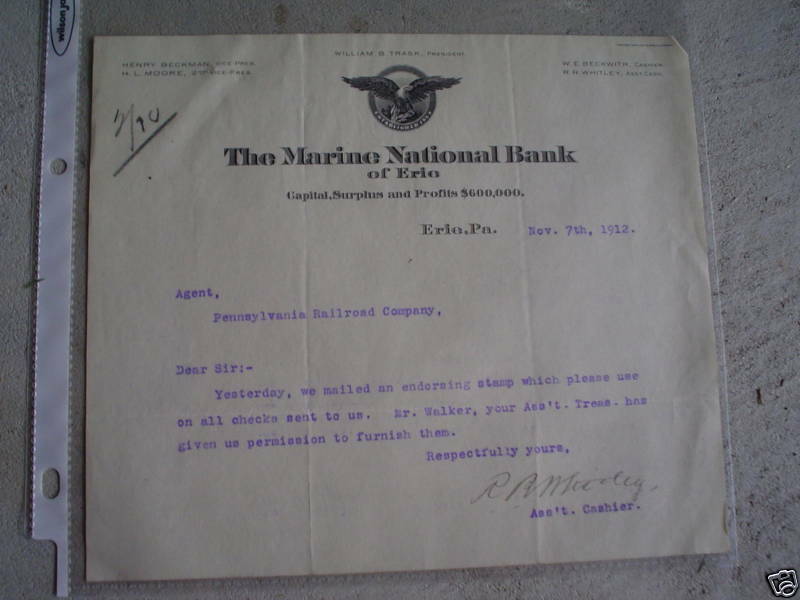 wilson jo
WILLIAM B. TRASK, PRESIDENT.
HENRY BECKMAN, VICE PRES.
H. L. MOORE, 2ND VICE-PRES.
W. E. BECKWITH, CASHIER.
R. R. WHITLEY, ASST. CASH.
ESTABLISHED
The Marine National Bank
of Erie
Capital, Surplus and Profits $600,000.
Erie, Pa. Nov. 7th, 1912.
Agent,
Pennsylvania Railroad Company,
Dear Sir:-
Yesterday, we mailed an endorsing stamp which please use
on all checks sent to us. Mr. Walker, your Ass't. Treas. has
given us permission to furnish them.
Respectfully yours,
Ass't. Cashier.